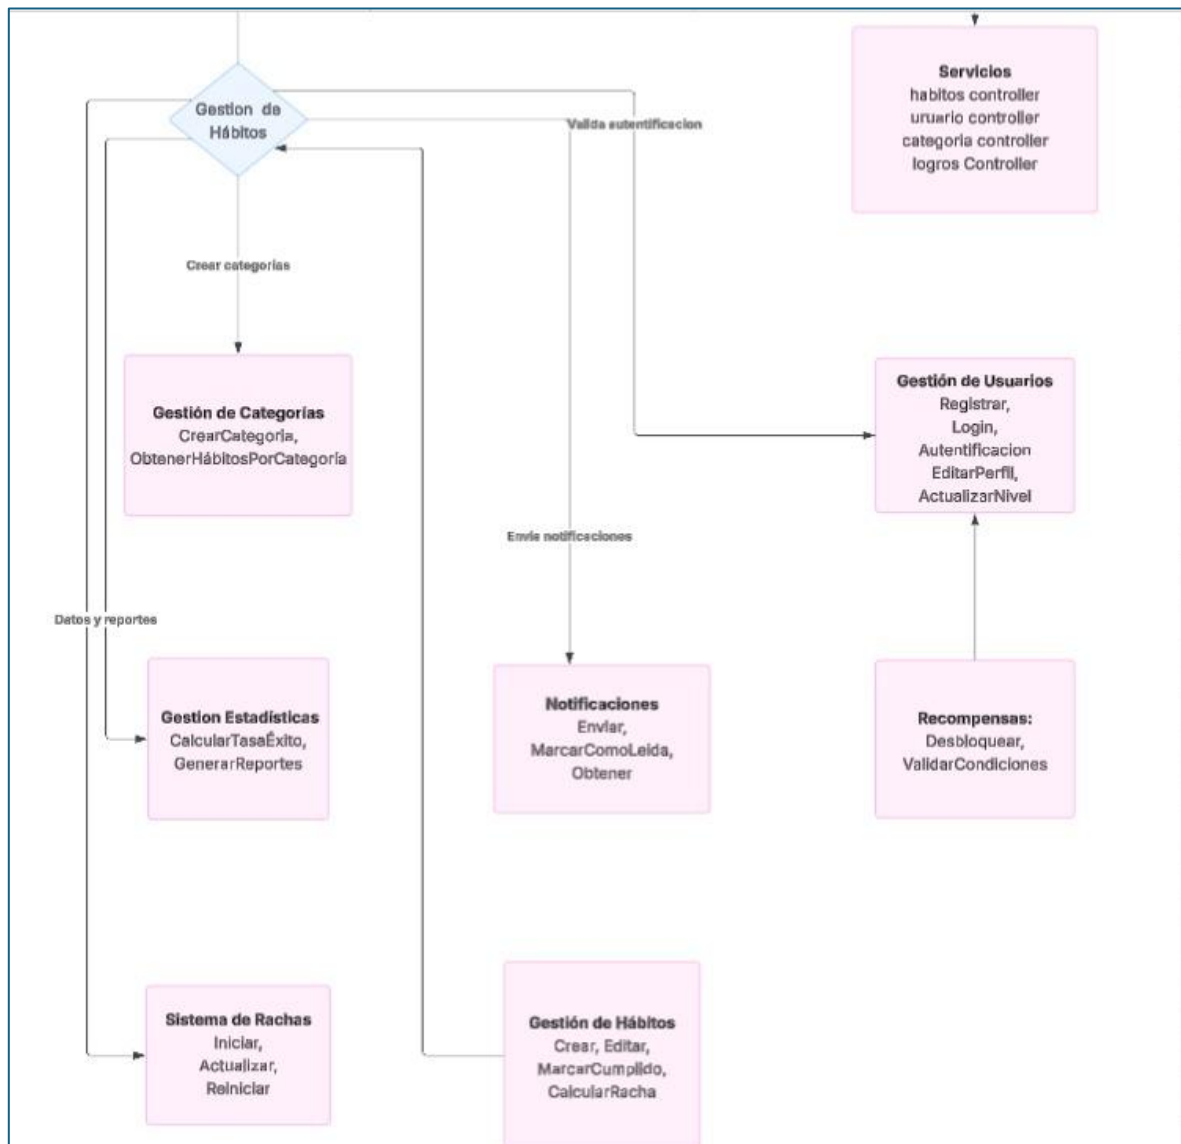 Servicios
habitos controller
uruario controller
categoria controller
logros Controller
Gestion de
Hábitos
Valida autentificacion
Crear categorias
Gestión de Categorías
CrearCategoria,
ObtenerHábitosPorCategoría
Gestión de Usuarios
Registrar,
Login,
Autentificacion
EditarPerfil,
ActualizarNivel
Envia notificaciones
Datos y reportes
Gestion Estadísticas
CalcularTasaÉxito,
GenerarReportes
Notificaciones
Enviar,
MarcarComoLeida,
Obtener
Recompensas:
Desbloquear,
ValidarCondiciones
Sistema de Rachas
Iniciar,
Actualizar,
Reiniciar
Gestión de Hábitos
Crear, Editar,
MarcarCumplido,
CalcularRacha